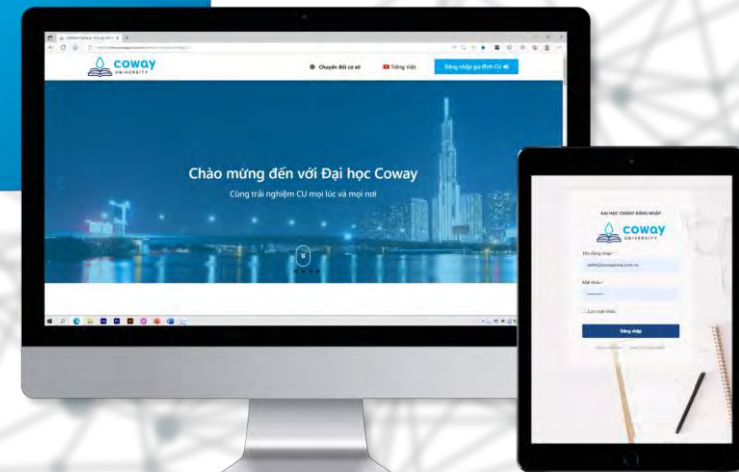 coway
UNIVERSITY
Chuyển đổi cơ sở
Tiếng Việt
Đăng nhập gia đình CU
Chào mừng đến với Đại học Coway
Cùng trải nghiệm CU mọi lúc và mọi nơi
ĐẠI HỌC COWAY ĐĂNG NHẬP
coway
UNIVERSITY
Tên đăng nhập *
Mật khẩu *
Lưu mật khẩu
Đăng nhập